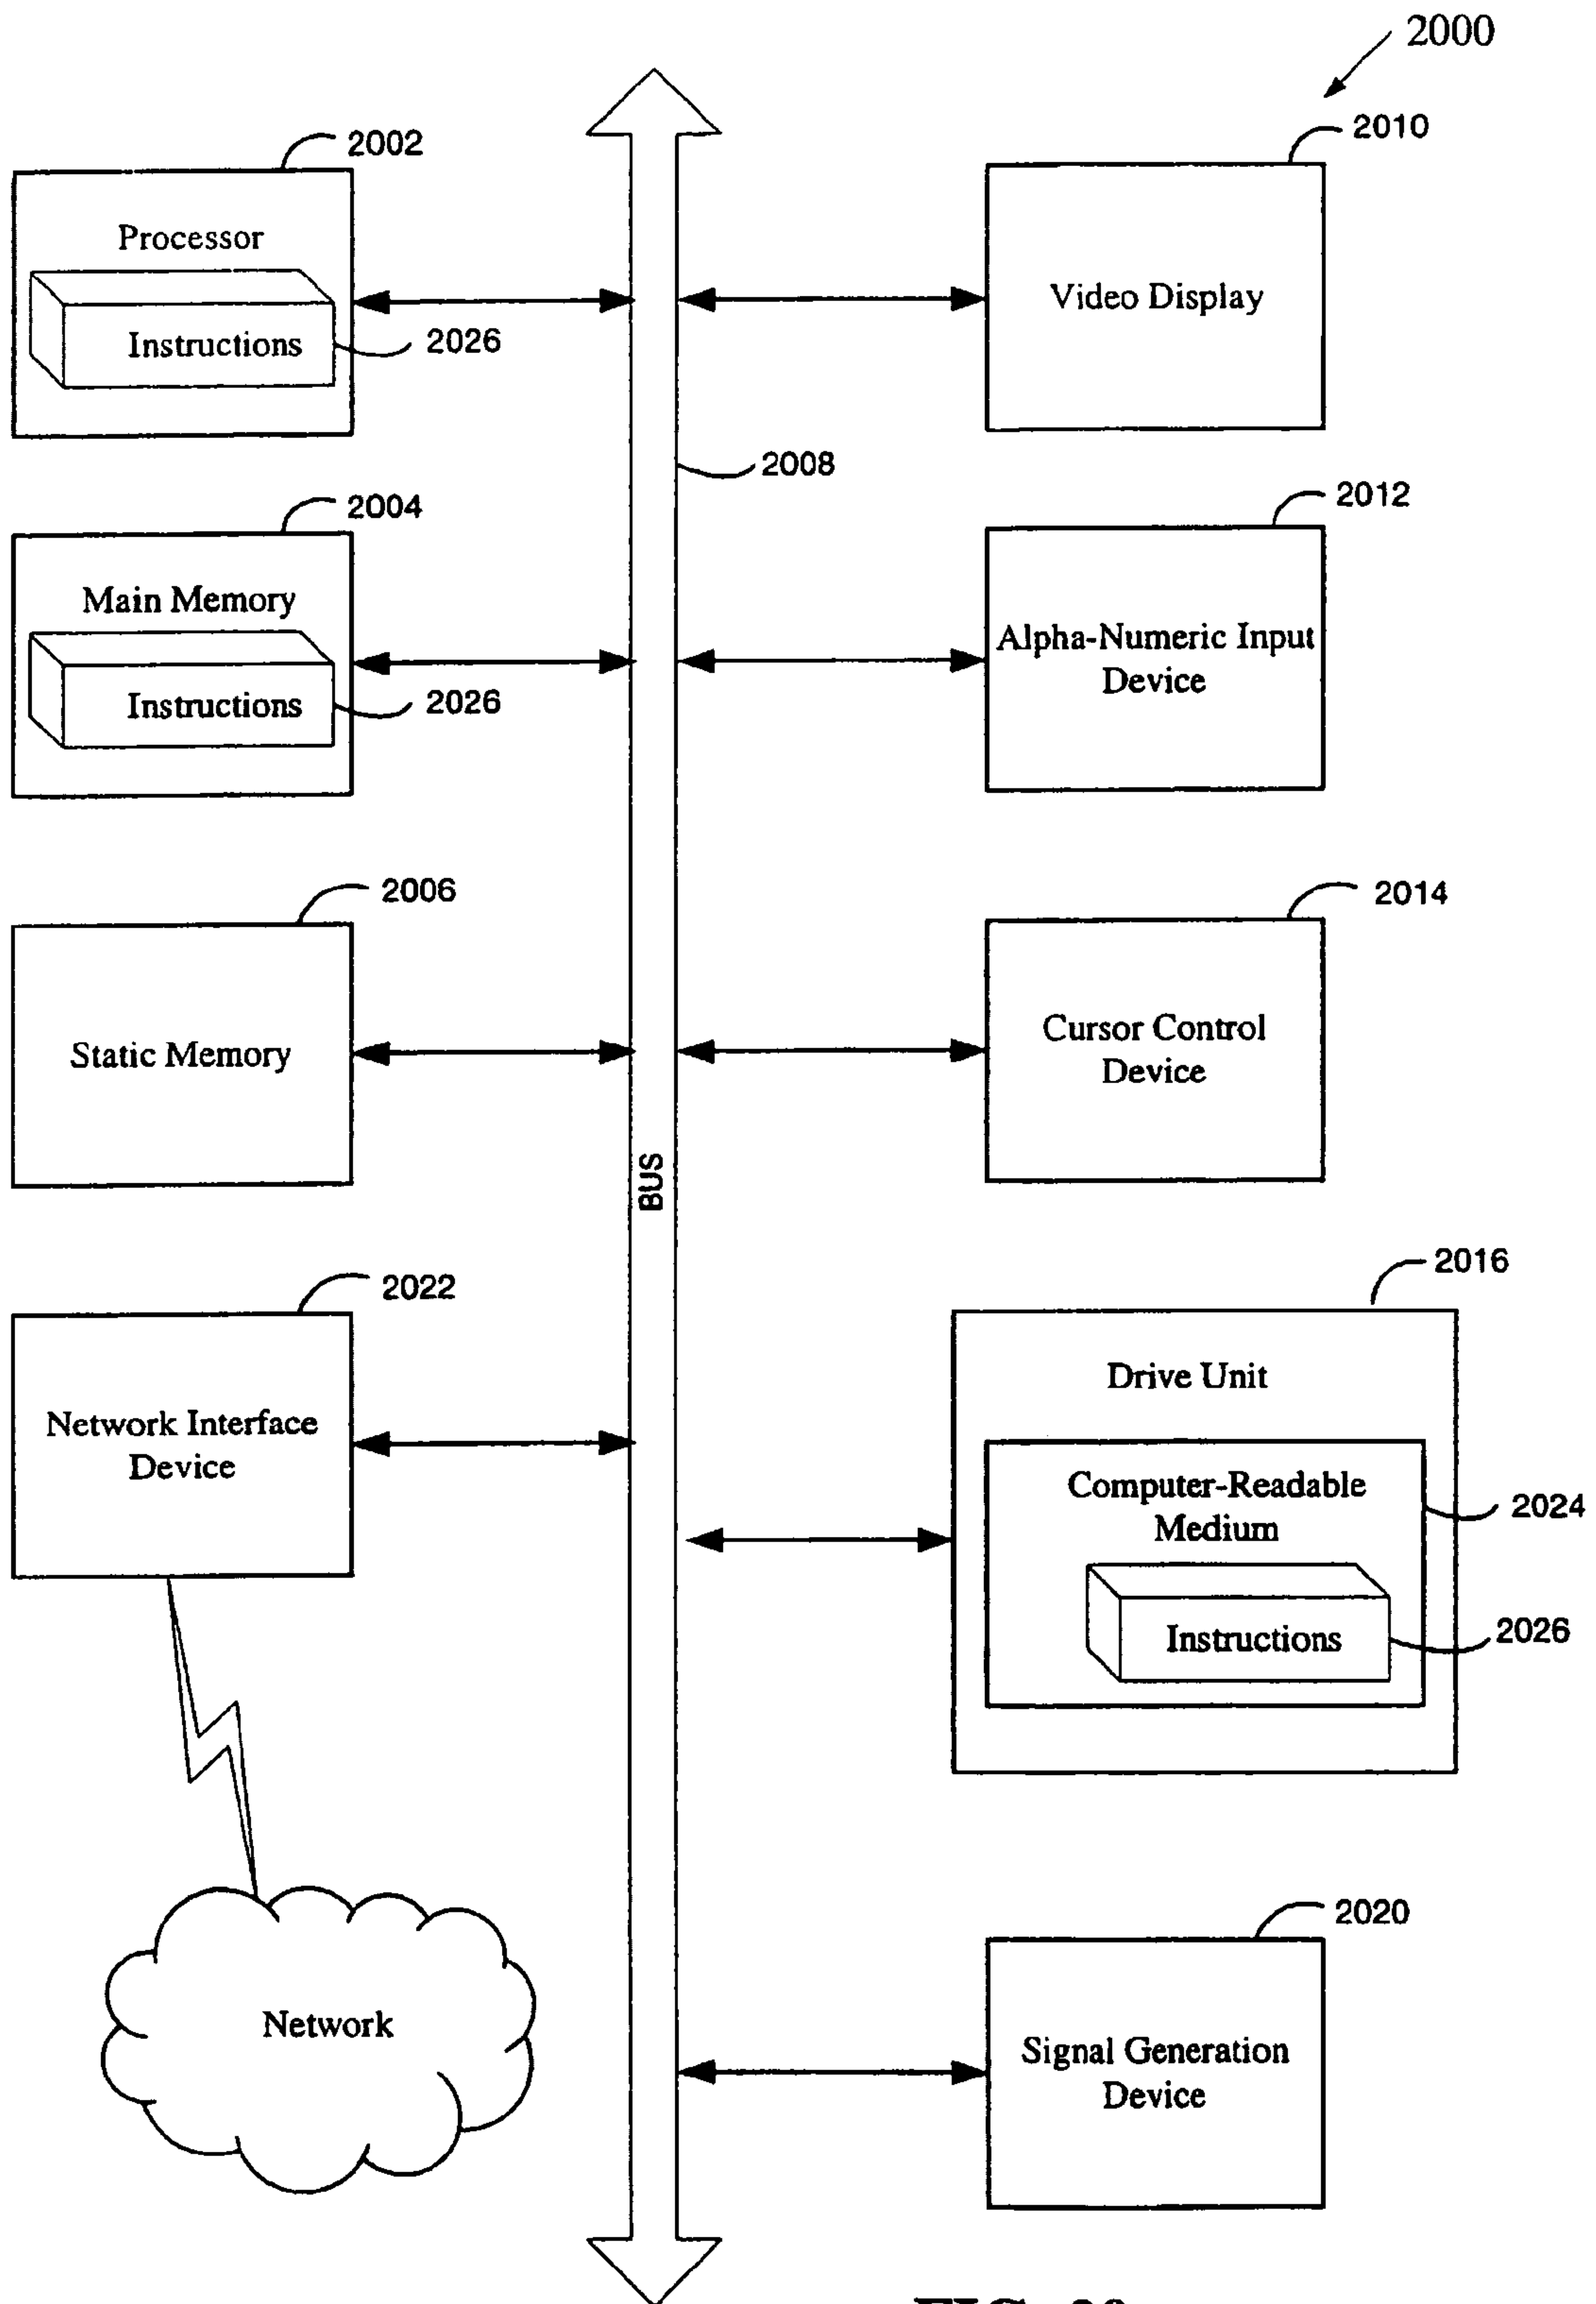 2000
2002
Processor
Instructions
2026
2004
Main Memory
Instructions
2026
2006
Static Memory
2022
Network Interface
Device
Network
BUS
2008
2010
Video Display
2012
Alpha-Numeric Input
Device
2014
Cursor Control
Device
2016
Drive Unit
Computer-Readable
Medium
2024
Instructions
2026
2020
Signal Generation
Device